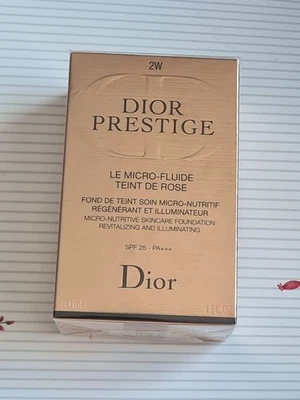 2W
DIOR
PRESTIGE
LE MICRO-FLUIDE
TEINT DE ROSE
FOND DE TEINT SOIN MICRO-NUTRITIF
RÉGÉNÉRANT ET ILLUMINATEUR
MICRO-NUTRITIVE SKINCARE FOUNDATION
REVITALIZING AND ILLUMINATING
SPF 25 - PA+++
Dior